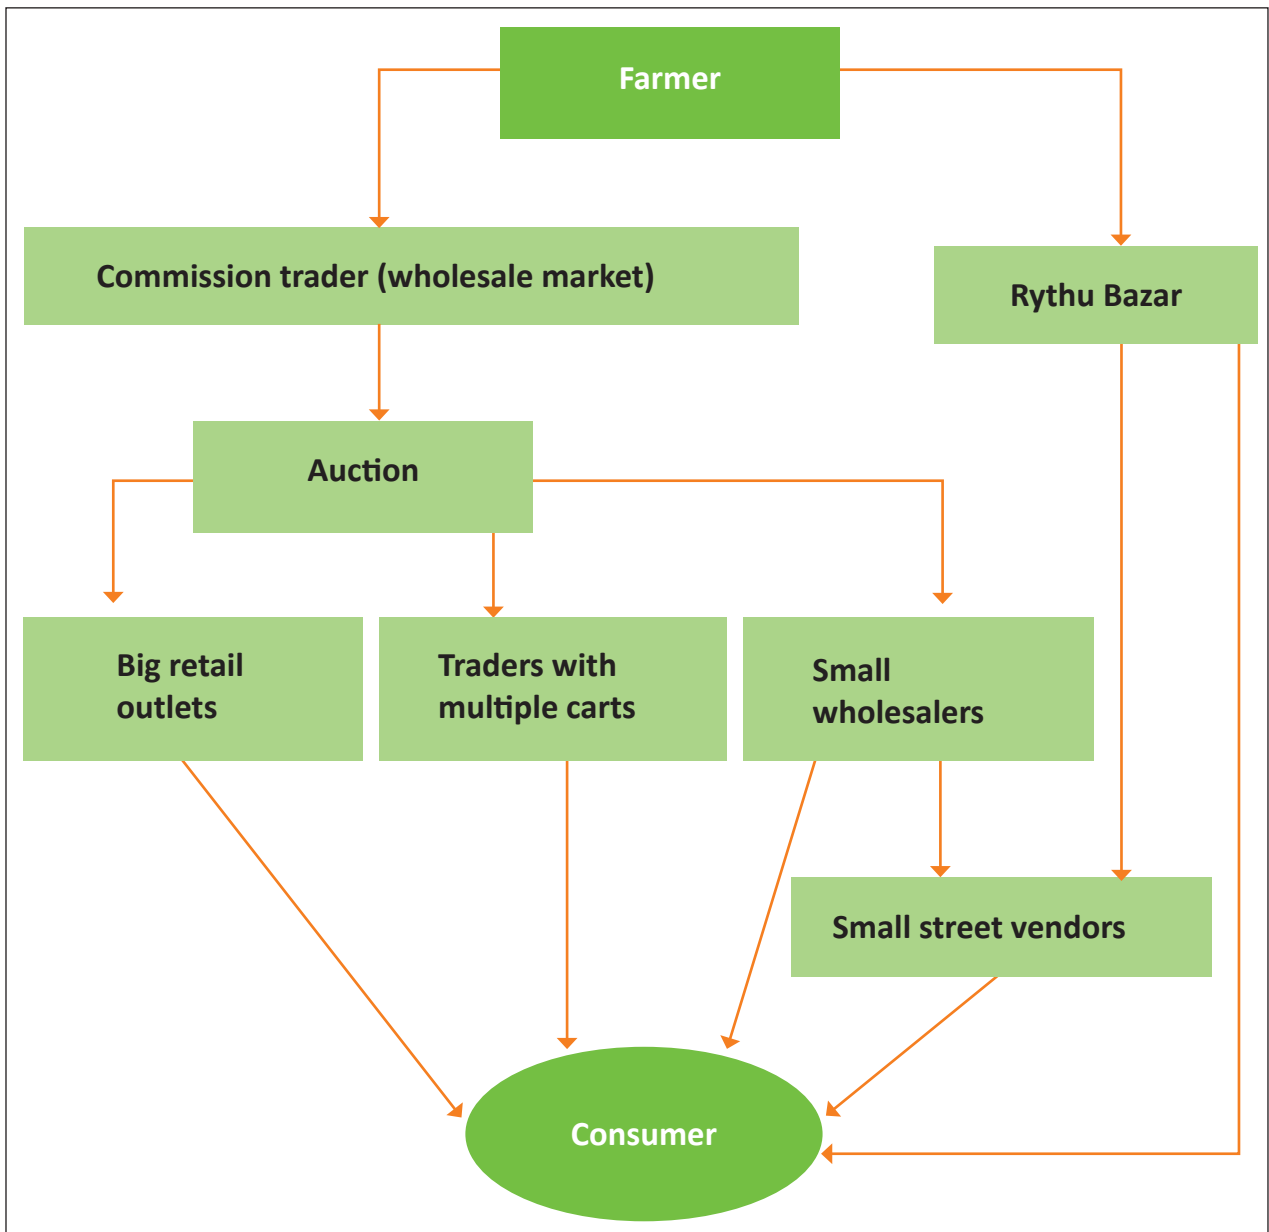 Farmer
Commission trader (wholesale market)
Rythu Bazar
Auction
Big retail
outlets
Traders with
multiple carts
Small
wholesalers
Small street vendors
Consumer